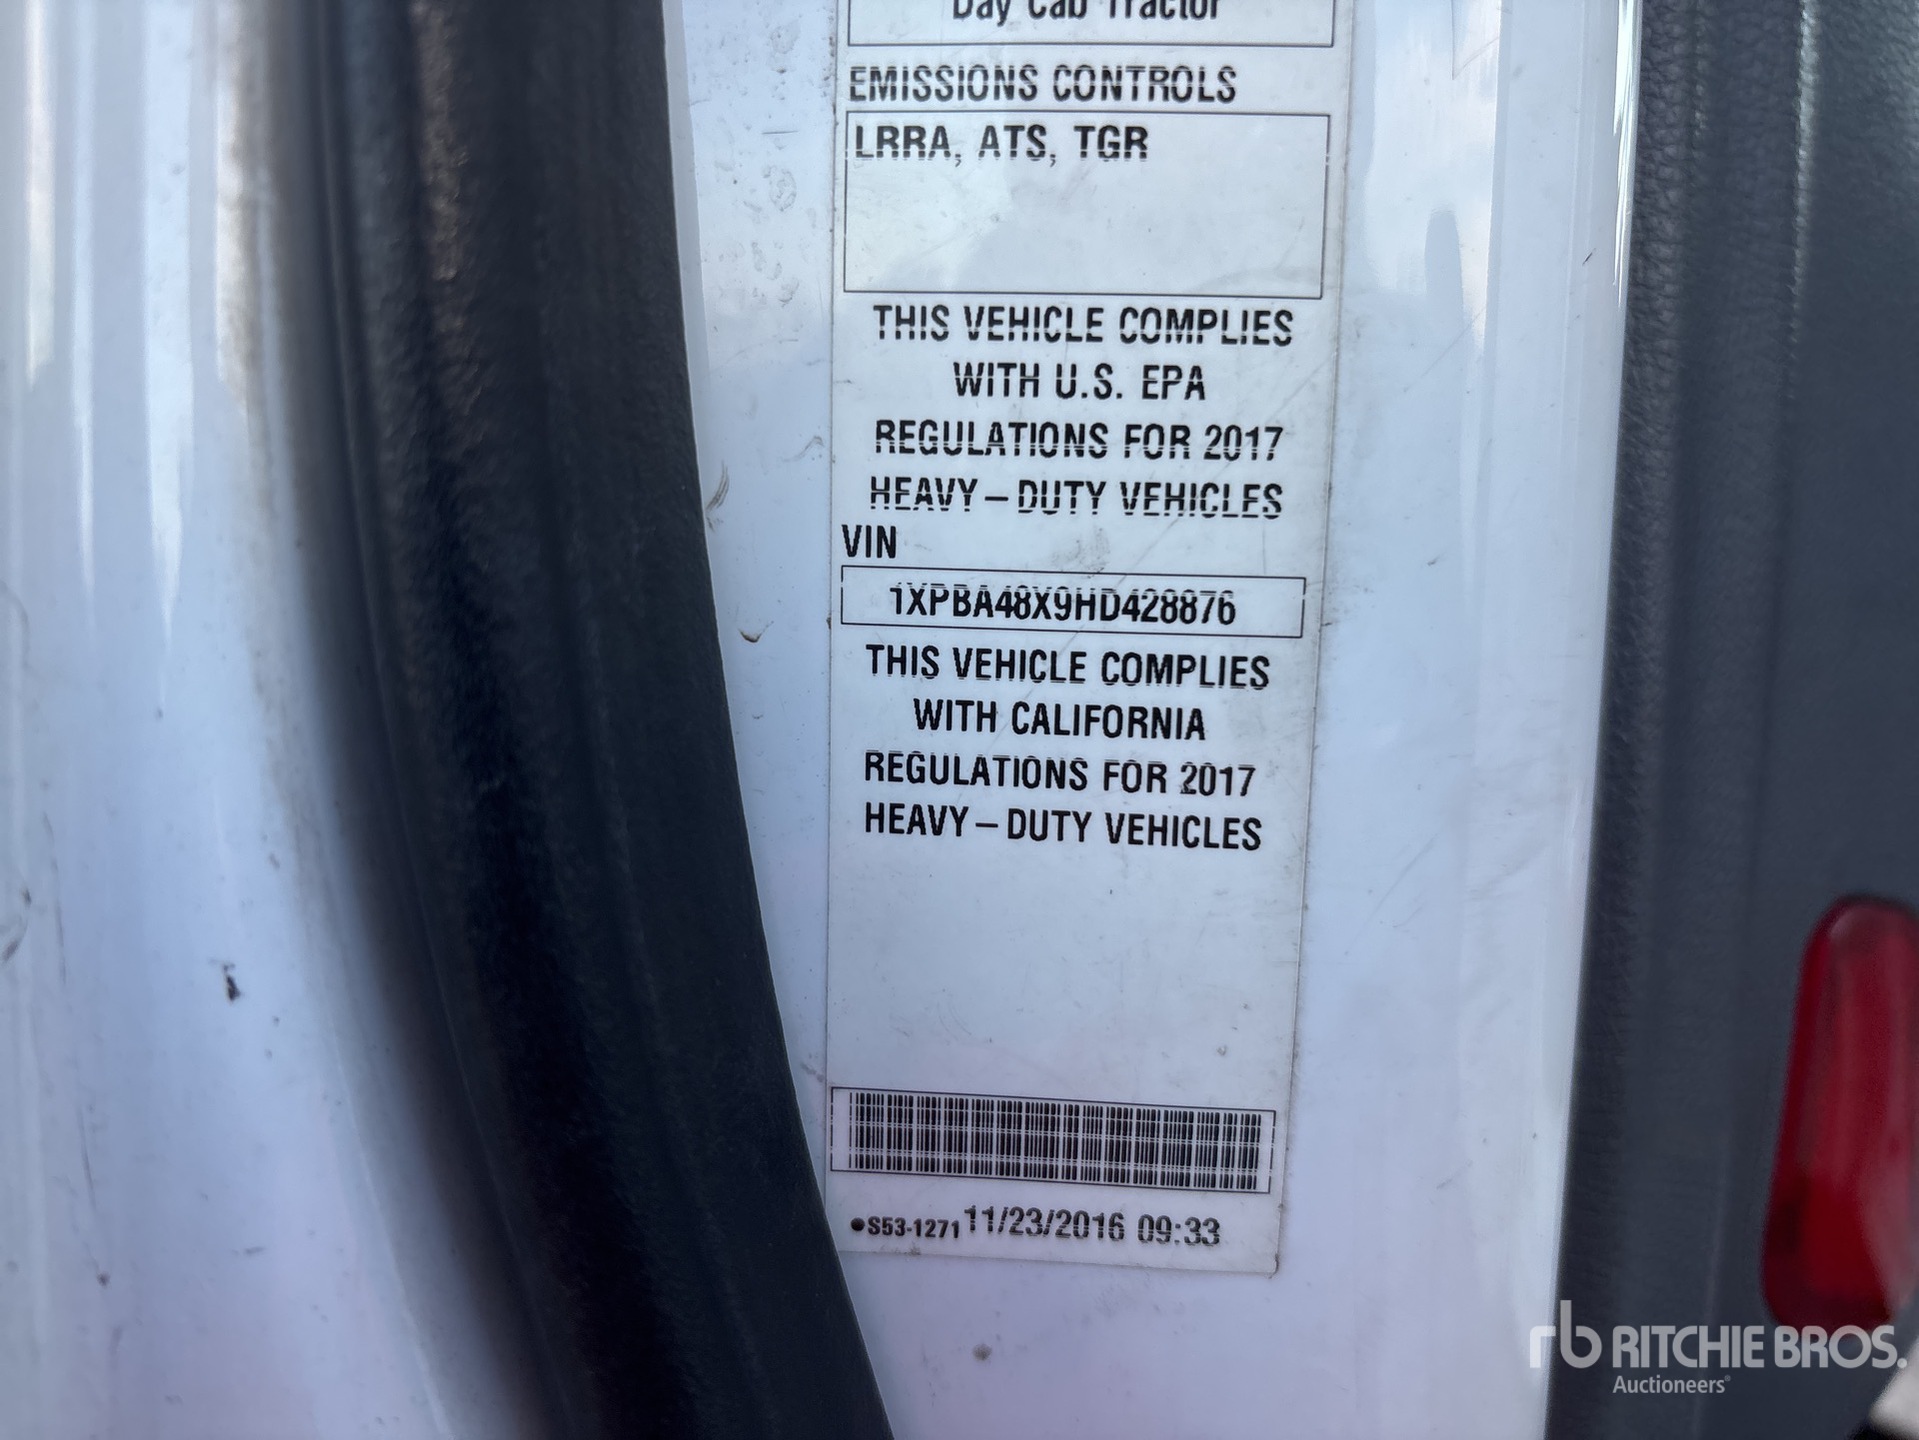 Day Cab Tractor
EMISSIONS CONTROLS
LRRA, ATS, TGR
THIS VEHICLE COMPLIES
WITH U.S. EPA
REGULATIONS FOR 2017
HEAVY – DUTY VEHICLES
VIN
1XPBA48X9HD428876
THIS VEHICLE COMPLIES
WITH CALIFORNIA
REGULATIONS FOR 2017
HEAVY – DUTY VEHICLES
●S53-1271 11/23/2016 09:33
rb RITCHIE BROS.
Auctioneers®